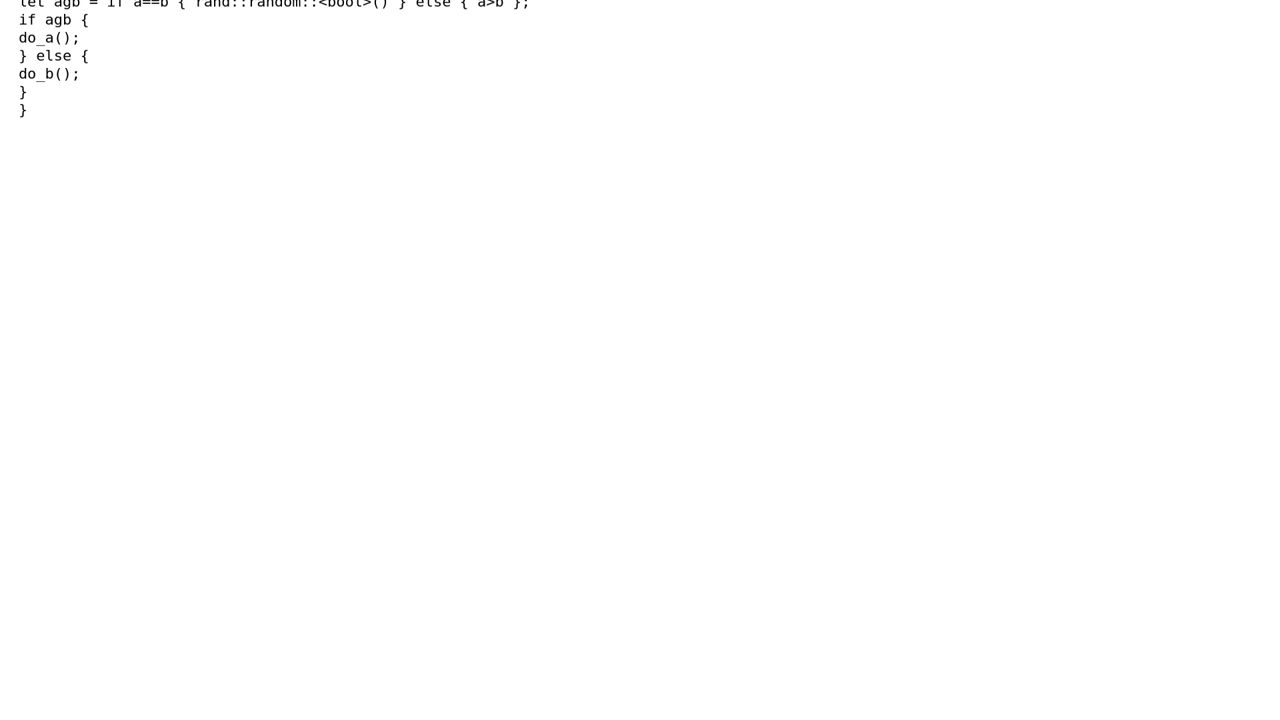 let agb = if a==b { rand::random::<bool>() } else { a>b };
if agb {
do_a();
} else {
do_b();
}
}